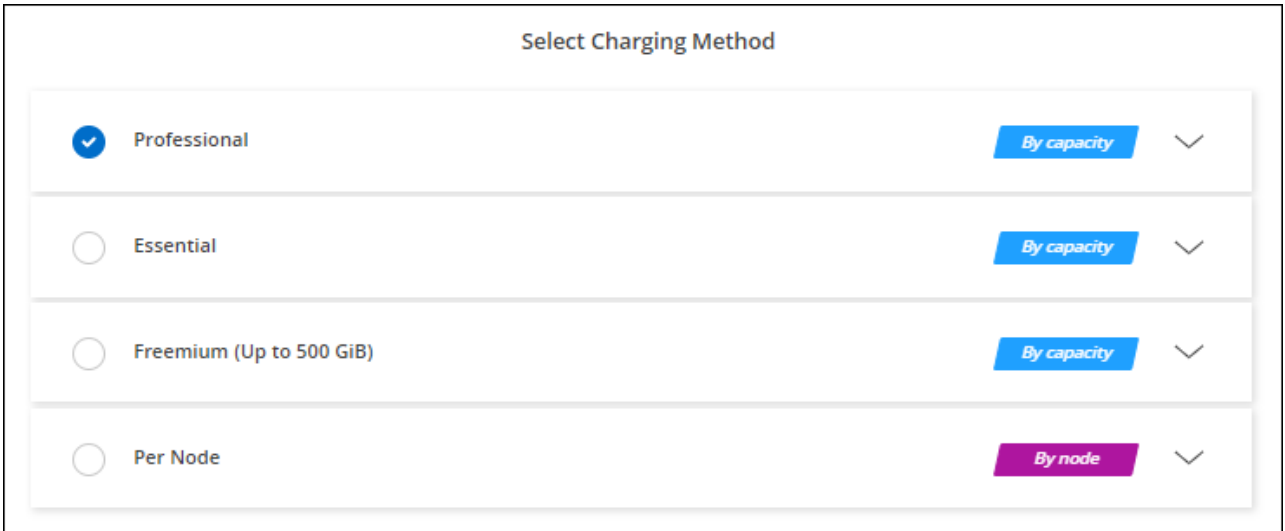 Select Charging Method
Professional By capacity
Essential By capacity
Freemium (Up to 500 GiB) By capacity
Per Node By node